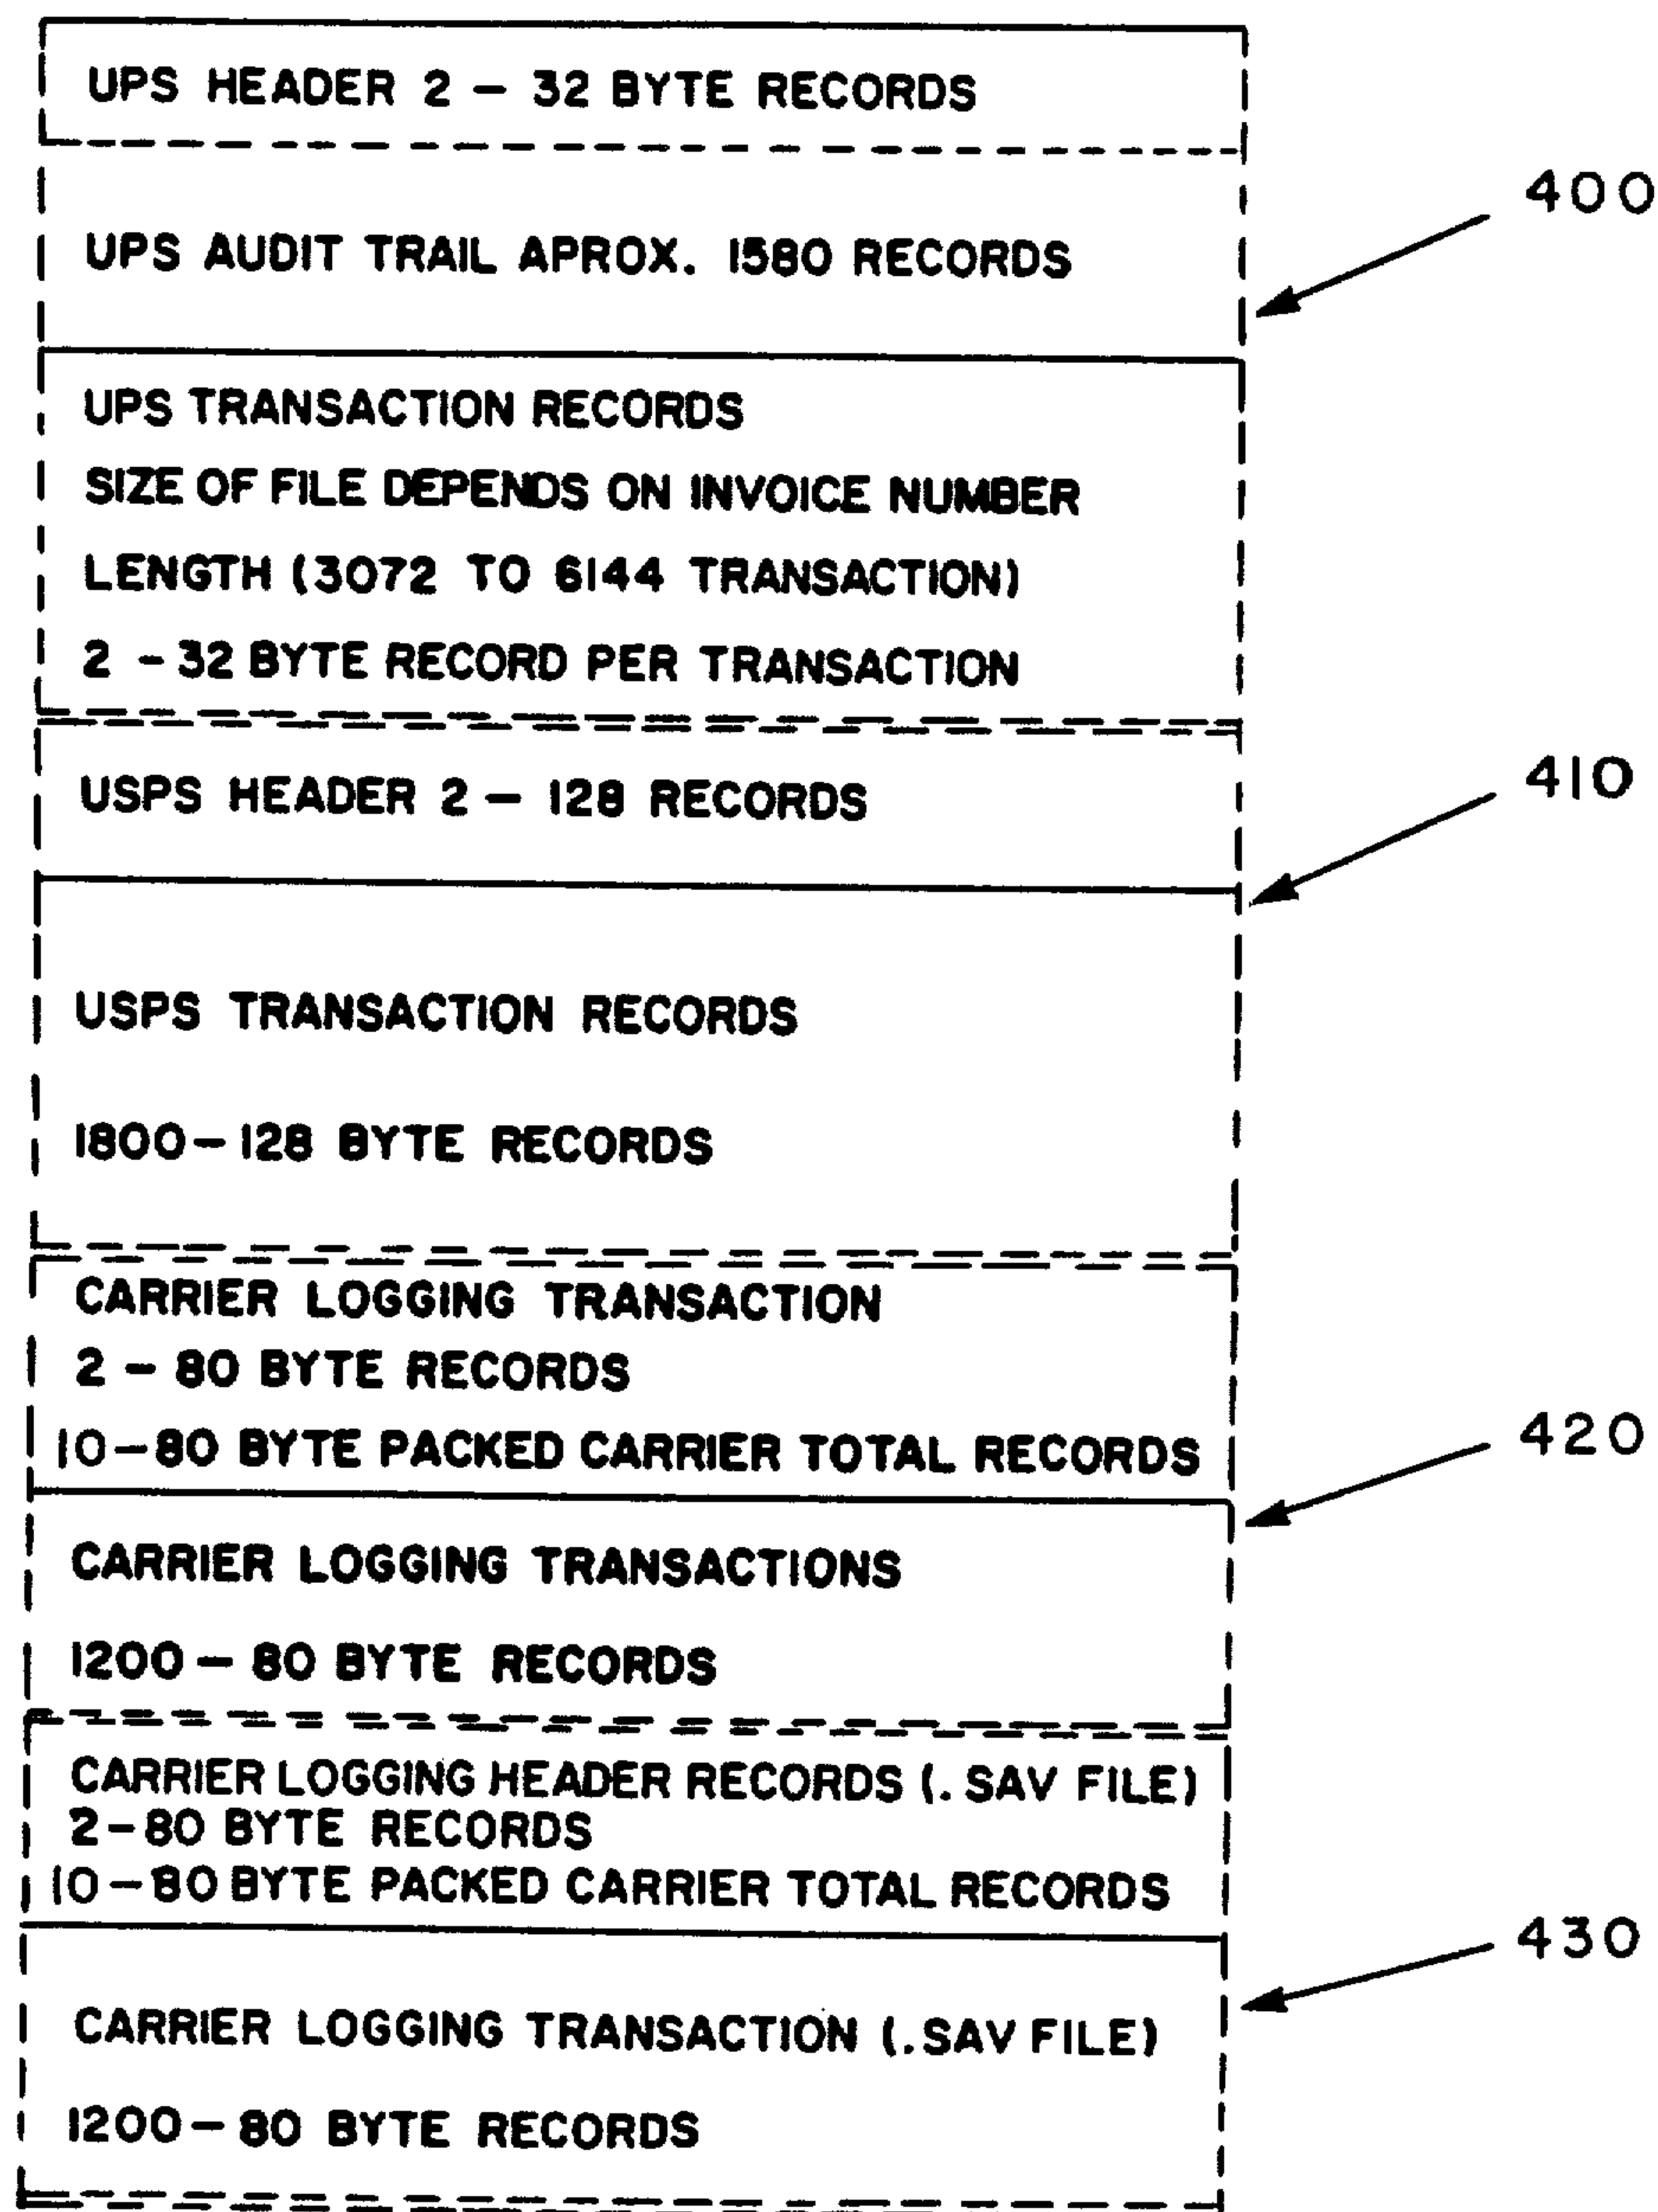 UPS HEADER 2 – 32 BYTE RECORDS
400
UPS AUDIT TRAIL APROX. 1580 RECORDS
UPS TRANSACTION RECORDS
SIZE OF FILE DEPENDS ON INVOICE NUMBER
LENGTH (3072 TO 6144 TRANSACTION)
2 – 32 BYTE RECORD PER TRANSACTION
410
USPS HEADER 2 – 128 RECORDS
USPS TRANSACTION RECORDS
1800 – 128 BYTE RECORDS
CARRIER LOGGING TRANSACTION
2 – 80 BYTE RECORDS
420
10 – 80 BYTE PACKED CARRIER TOTAL RECORDS
CARRIER LOGGING TRANSACTIONS
1200 – 80 BYTE RECORDS
CARRIER LOGGING HEADER RECORDS (. SAV FILE)
2 – 80 BYTE RECORDS
10 – 80 BYTE PACKED CARRIER TOTAL RECORDS
430
CARRIER LOGGING TRANSACTION (. SAV FILE)
1200 – 80 BYTE RECORDS